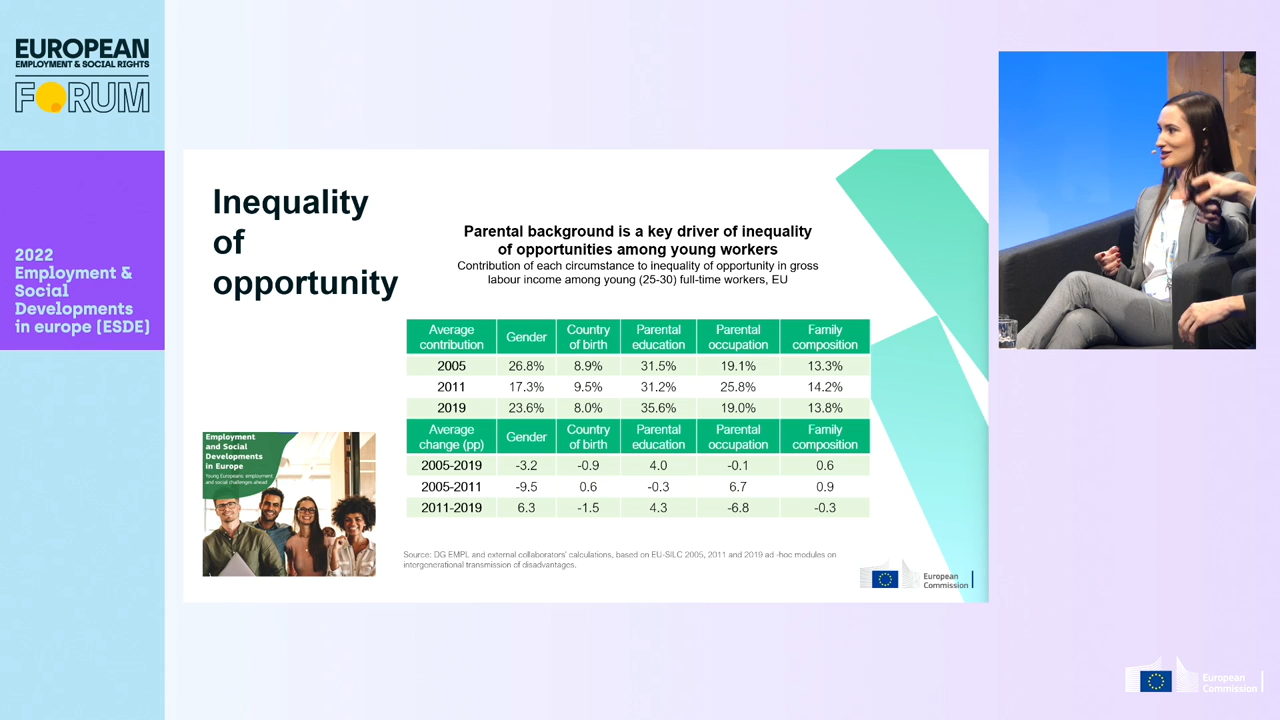 EUROPEAN
EMPLOYMENT & SOCIAL RIGHTS
FORUM
2022
Employment &
Social
Developments
in europe [ESDE]
Inequality
of
opportunity
Parental background is a key driver of inequality
of opportunities among young workers
Contribution of each circumstance to inequality of opportunity in gross
labour income among young (25-30) full-time workers, EU
Average contribution Gender Country of birth Parental education Parental occupation Family composition
2005 26.8% 8.9% 31.5% 19.1% 13.3%
2011 17.3% 9.5% 31.2% 25.8% 14.2%
2019 23.6% 8.0% 35.6% 19.0% 13.8%
Average change (pp) Gender Country of birth Parental education Parental occupation Family composition
2005-2019 -3.2 -0.9 4.0 -0.1 0.6
2005-2011 -9.5 0.6 -0.3 6.7 0.9
2011-2019 6.3 -1.5 4.3 -6.8 -0.3
Employment
and Social
Developments
in Europe
Young Europeans: employment
and social challenges ahead
Source: DG EMPL and external collaborators' calculations, based on EU-SILC 2005, 2011 and 2019 ad -hoc modules on
intergenerational transmission of disadvantages.
European
Commission
European
Commission